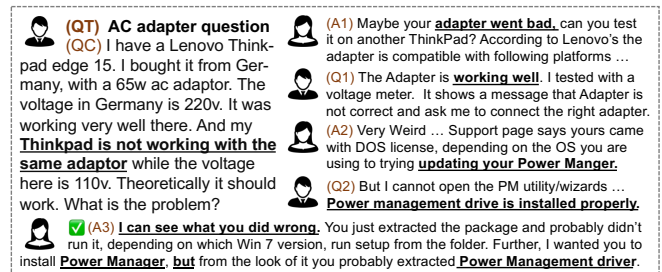 (QT) AC adapter question
(QC) I have a Lenovo Think-
pad edge 15. I bought it from Ger-
many, with a 65w ac adaptor. The
voltage in Germany is 220v. It was
working very well there. And my
Thinkpad is not working with the
same adaptor while the voltage
here is 110v. Theoretically it should
work. What is the problem?
(A1) Maybe your adapter went bad, can you test
it on another ThinkPad? According to Lenovo's the
adapter is compatible with following platforms …
(Q1) The Adapter is working well. I tested with a
voltage meter. It shows a message that Adapter is
not correct and ask me to connect the right adapter.
(A2) Very Weird … Support page says yours came
with DOS license, depending on the OS you are
using to trying updating your Power Manger.
(Q2) But I cannot open the PM utility/wizards …
Power management drive is installed properly.
(A3) I can see what you did wrong. You just extracted the package and probably didn't
run it, depending on which Win 7 version, run setup from the folder. Further, I wanted you to
install Power Manager, but from the look of it you probably extracted Power Management driver.